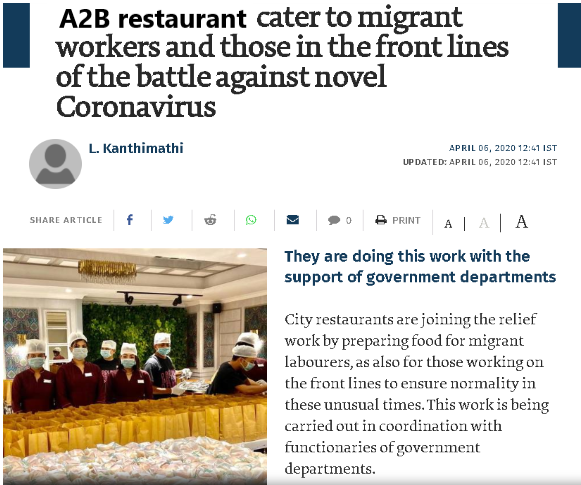 A2B restaurant cater to migrant
workers and those in the front lines
of the battle against novel
Coronavirus
L. Kanthimathi
APRIL 06, 2020 12:41 IST
UPDATED: APRIL 06, 2020 12:41 IST
SHARE ARTICLE
0
PRINT
A | A | A
They are doing this work with the
support of government departments
City restaurants are joining the relief
work by preparing food for migrant
labourers, as also for those working on
the front lines to ensure normality in
these unusual times. This work is being
carried out in coordination with
functionaries of government
departments.